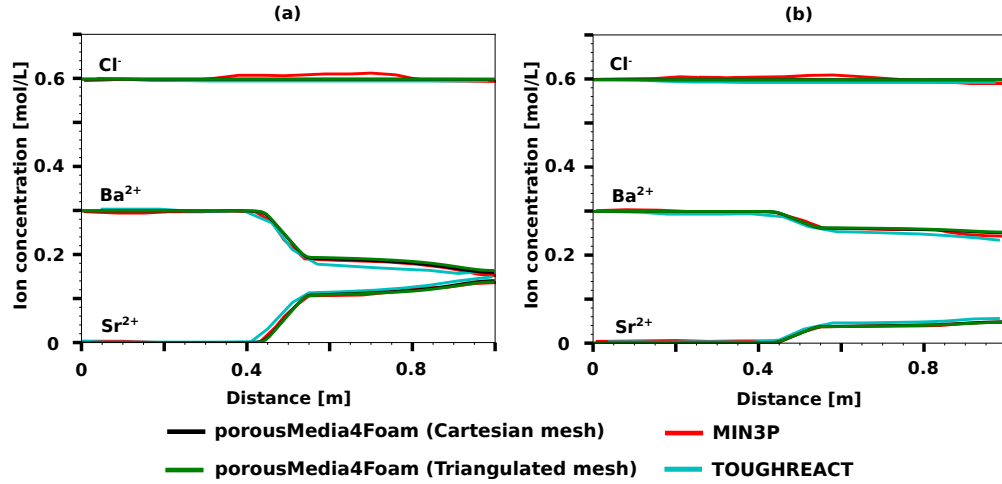 (a)
Ion concentration [mol/L]
0.6
0.4
0.2
0
Cl-
Ba2+
Sr2+
0
0.4
0.8
Distance [m]
(b)
Ion concentration [mol/L]
0.6
0.4
0.2
0
Cl-
Ba2+
Sr2+
0
0.4
0.8
Distance [m]
porousMedia4Foam (Cartesian mesh)
MIN3P
porousMedia4Foam (Triangulated mesh)
TOUGHREACT